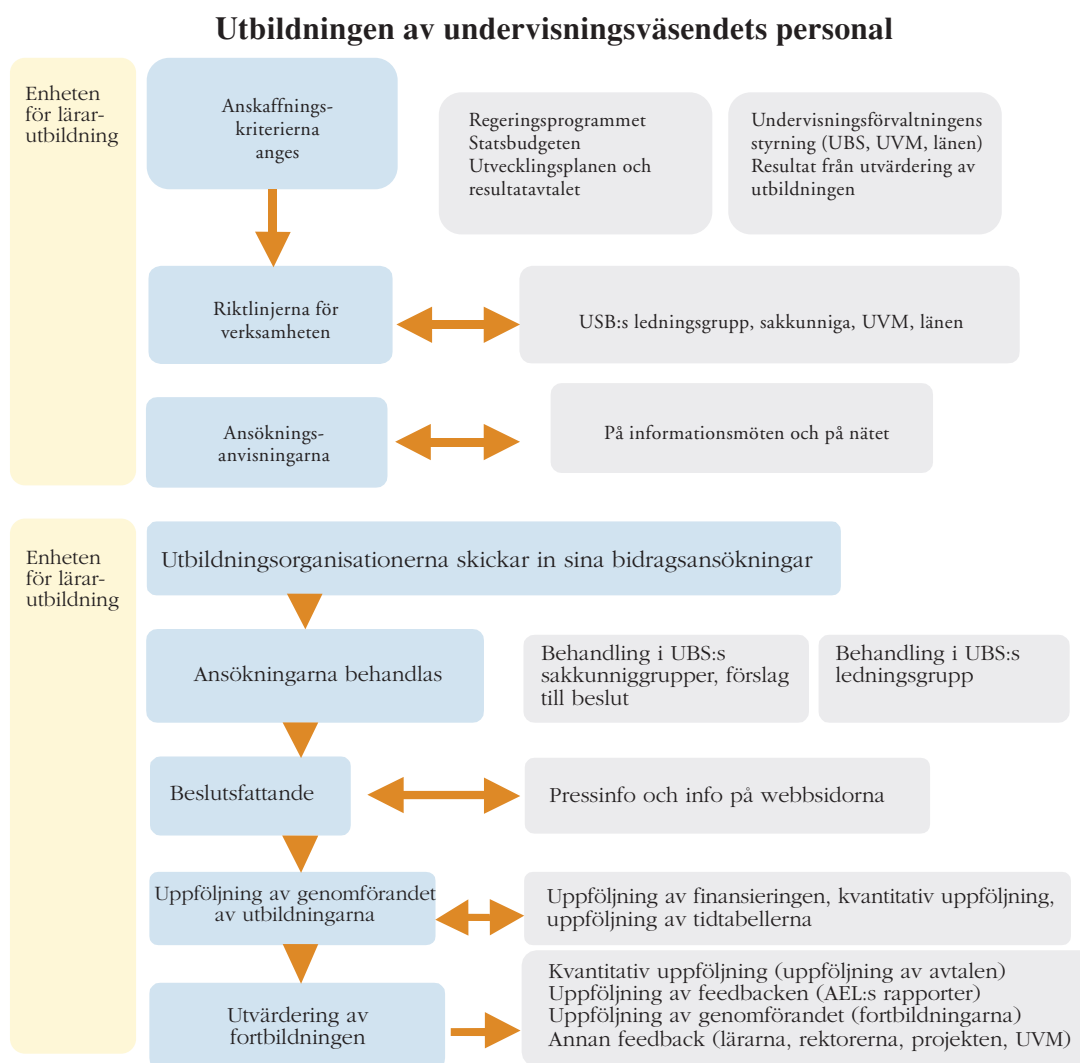 Utbildningen av undervisningsväsendets personal
Enheten
för lärar-
utbildning
Anskaffnings-
kriterierna
anges
Regeringsprogrammet
Statsbudgeten
Utvecklingsplanen och
resultatavtalet
Undervisningsförvaltningens
styrning (UBS, UVM, länen)
Resultat från utvärdering av
utbildningen
Riktlinjerna för
verksamheten
USB:s ledningsgrupp, sakkunniga, UVM, länen
Ansöknings-
anvisningarna
På informationsmöten och på nätet
Enheten
för lärar-
utbildning
Utbildningsorganisationerna skickar in sina bidragsansökningar
Ansökningarna behandlas
Behandling i UBS:s
sakkunniggrupper, förslag
till beslut
Behandling i UBS:s
ledningsgrupp
Beslutsfattande
Pressinfo och info på webbsidorna
Uppföljning av genomförandet
av utbildningarna
Uppföljning av finansieringen, kvantitativ uppföljning,
uppföljning av tidtabellerna
Utvärdering av
fortbildningen
Kvantitativ uppföljning (uppföljning av avtalen)
Uppföljning av feedbacken (AEL:s rapporter)
Uppföljning av genomförandet (fortbildningarna)
Annan feedback (lärarna, rektorerna, projekten, UVM)